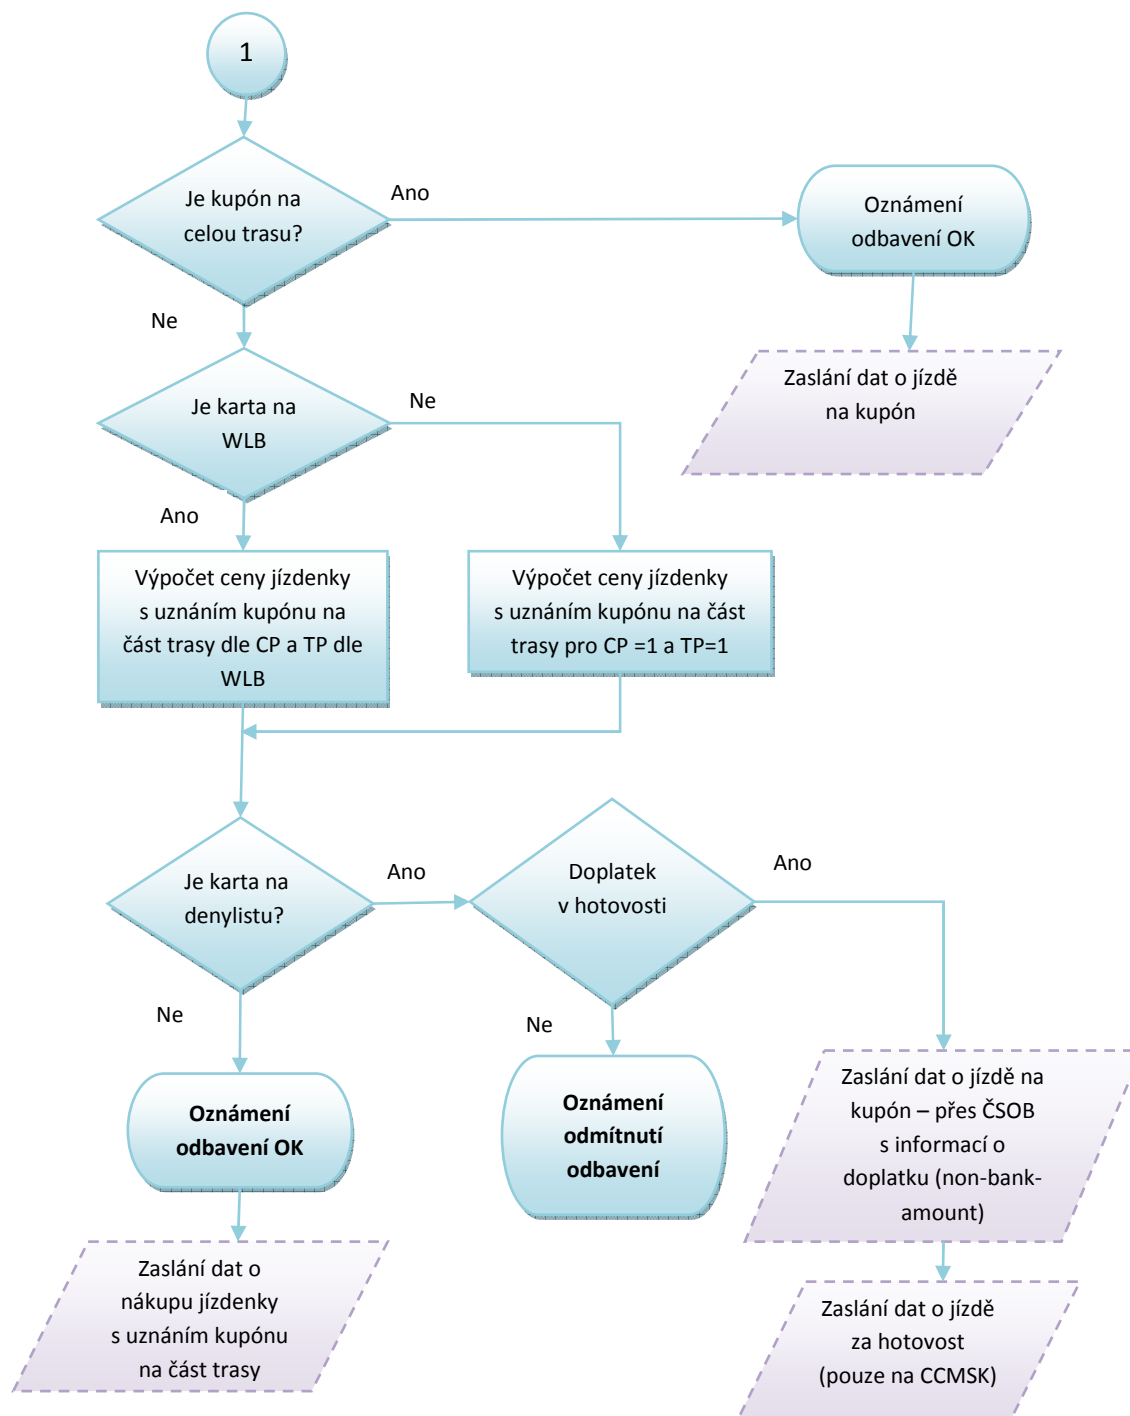 1
Je kupón na
celou trasu?
Ano
Oznámení
odbavení OK
Ne
Zaslání dat o jízdě
na kupón
Je karta na
WLB
Ne
Ano
Výpočet ceny jízdenky
s uznáním kupónu na
část trasy dle CP a TP dle
WLB
Výpočet ceny jízdenky
s uznáním kupónu na část
trasy pro CP =1 a TP=1
Je karta na
denylistu?
Ano
Doplatek
v hotovosti
Ano
Ne
Ne
Oznámení
odbavení OK
Oznámení
odmítnutí
odbavení
Zaslání dat o jízdě na
kupón – přes ČSOB
s informací o
doplatku (non-bank-
amount)
Zaslání dat o
nákupu jízdenky
s uznáním kupónu
na část trasy
Zaslání dat o jízdě
za hotovost
(pouze na CCMSK)